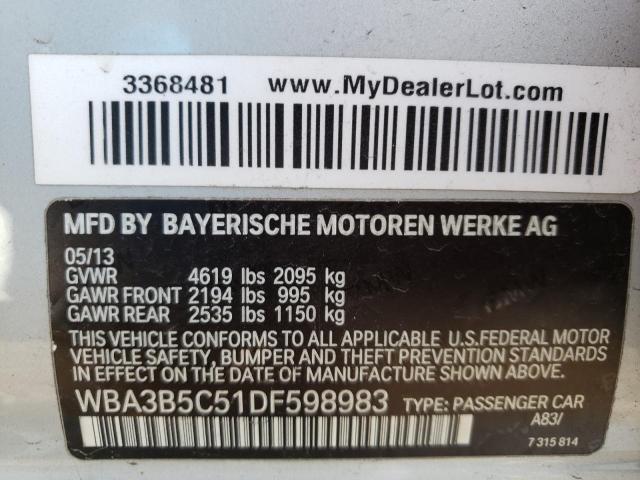 3368481 www.MyDealerLot.com
MFD BY BAYERISCHE MOTOREN WERKE AG
05/13
GVWR 4619 lbs 2095 kg
GAWR FRONT 2194 lbs 995 kg
GAWR REAR 2535 lbs 1150 kg
THIS VEHICLE CONFORMS TO ALL APPLICABLE U.S.FEDERAL MOTOR
VEHICLE SAFETY, BUMPER AND THEFT PREVENTION STANDARDS
IN EFFECT ON THE DATE OF MANUFACTURE SHOWN ABOVE.
WBA3B5C51DF598983 TYPE: PASSENGER CAR
A83/
7 315 814